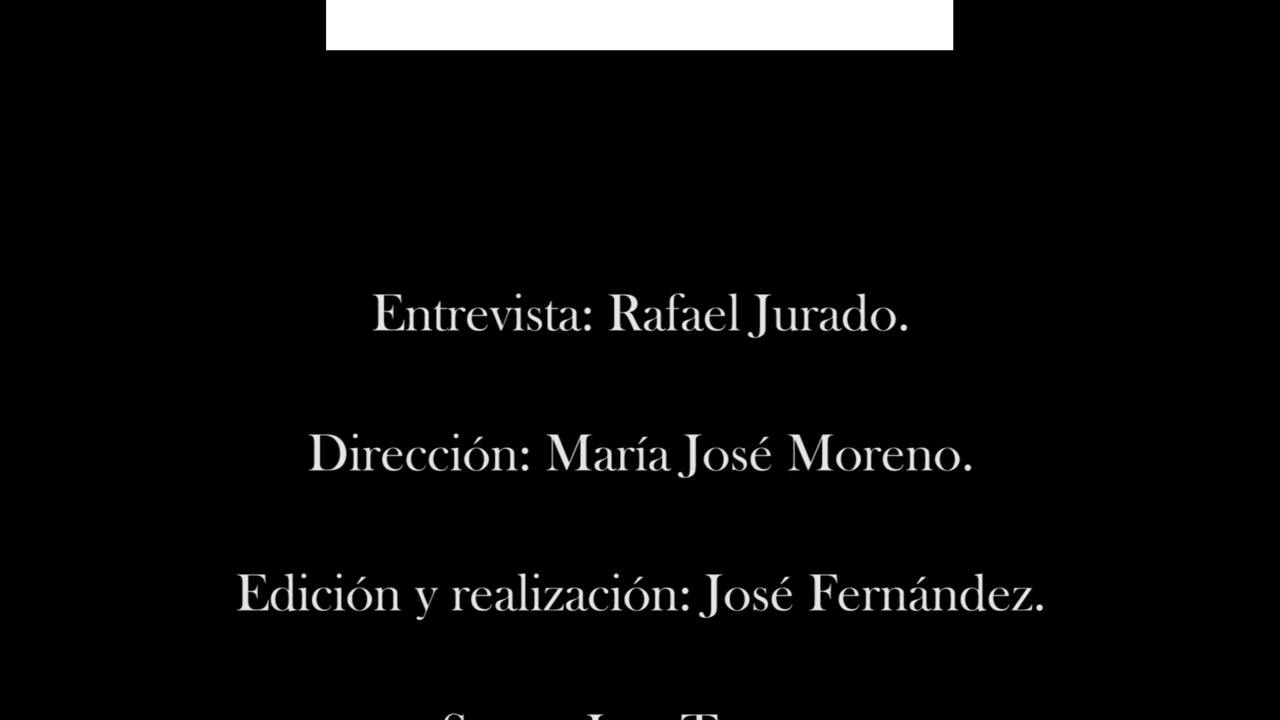 Entrevista: Rafael Jurado.
Dirección: María José Moreno.
Edición y realización: José Fernández.